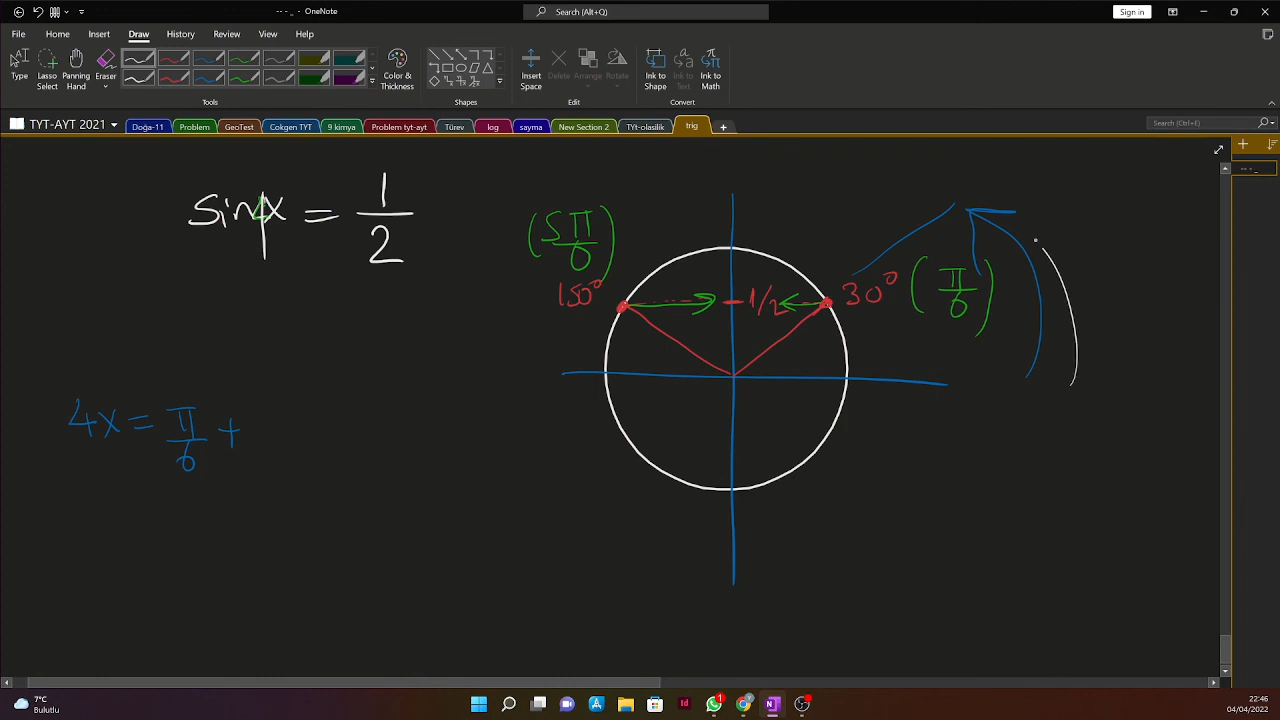 - - - _ - OneNote
Search (Alt+Q)
Sign in
File Home Insert Draw History Review View Help
Type
Lasso Select
Panning Hand
Eraser
Color & Thickness
Insert Space
Delete
Arrange
Rotate
Ink to Shape
Ink to Text
Ink to Math
Tools
Shapes
Edit
Convert
TYT-AYT 2021
Doğa-11 Problem GeoTest Cokgen TYT 9 kimya Problem tyt-ayt Türev log sayma New Section 2 TYt-olasilik trig
Search (Ctrl+E)
sin4x = 1/2
(5π/6)
150°
1/2
30° (π/6)
4x = π/6 +
7°C
Bulutlu
1
22:46
04/04/2022